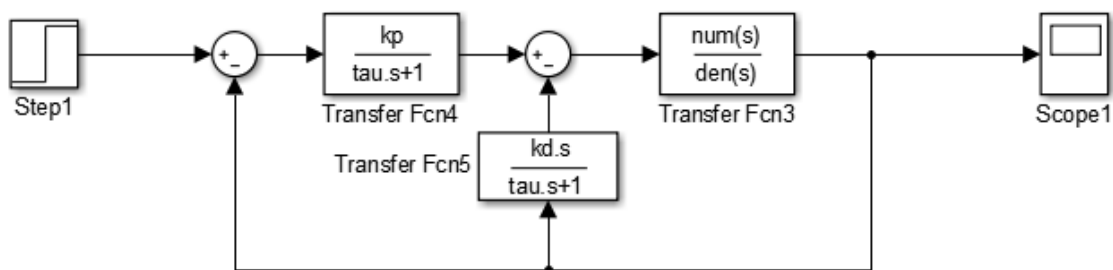 Step1
+
−
kp
tau.s+1
Transfer Fcn4
+
−
num(s)
den(s)
Transfer Fcn3
Scope1
Transfer Fcn5
kd.s
tau.s+1